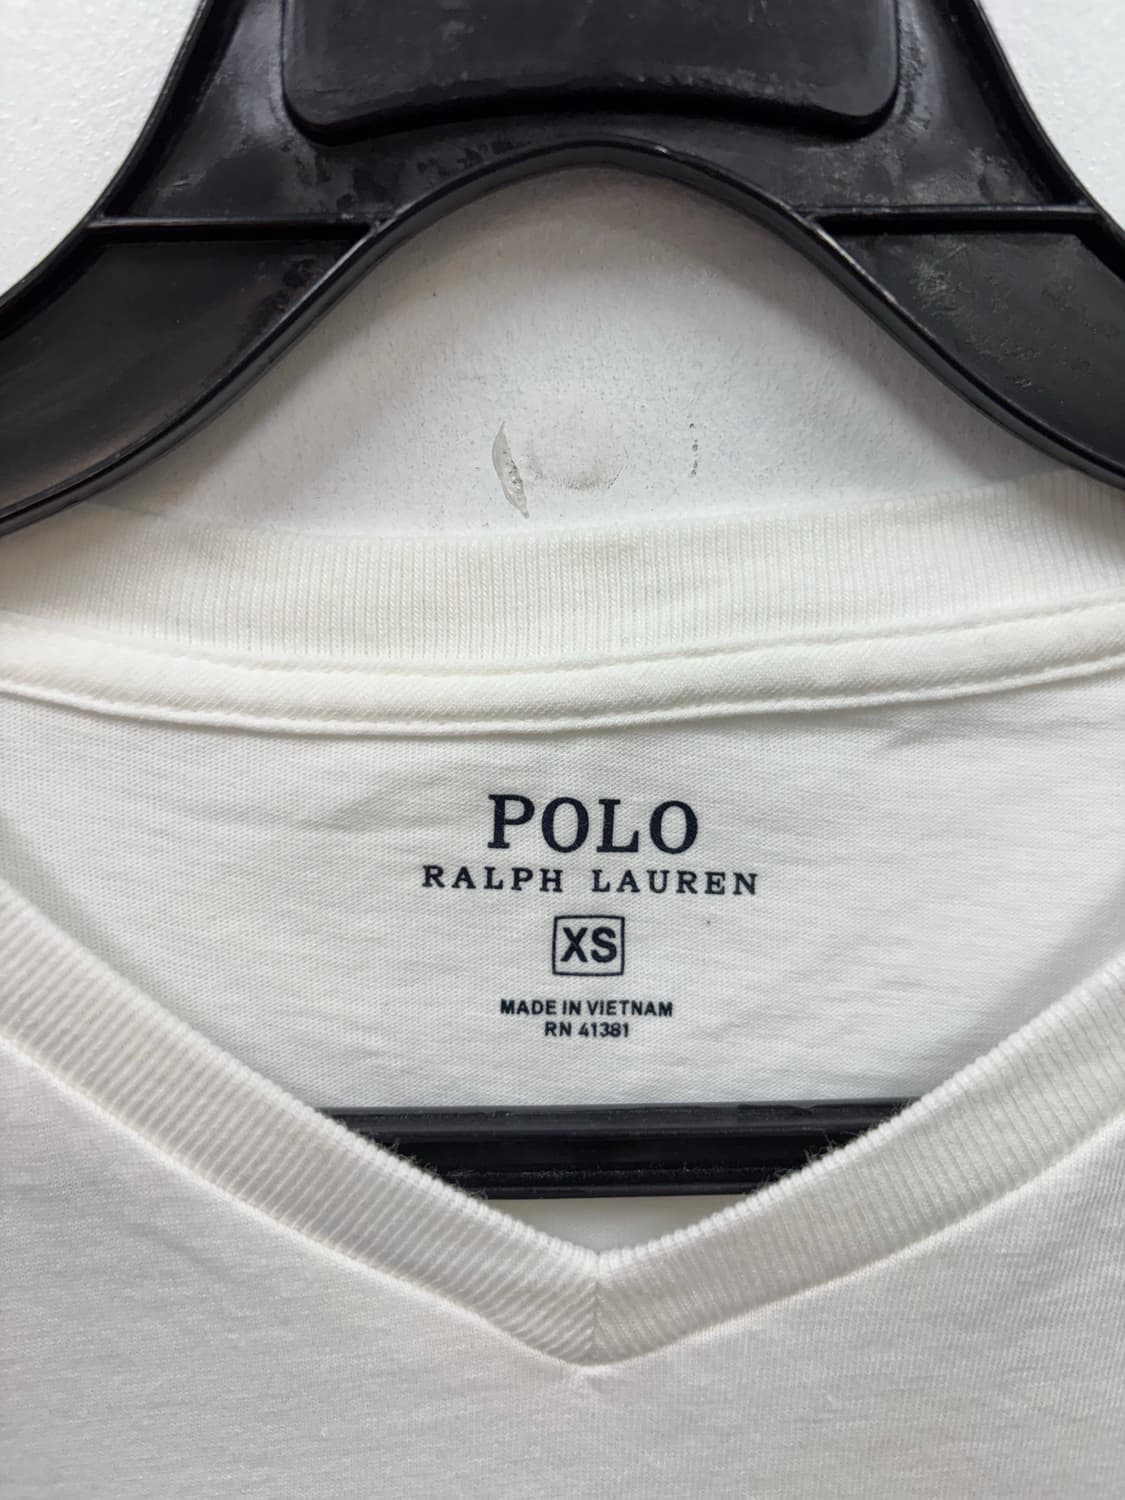 POLO
RALPH LAUREN
XS
MADE IN VIETNAM
RN 41381